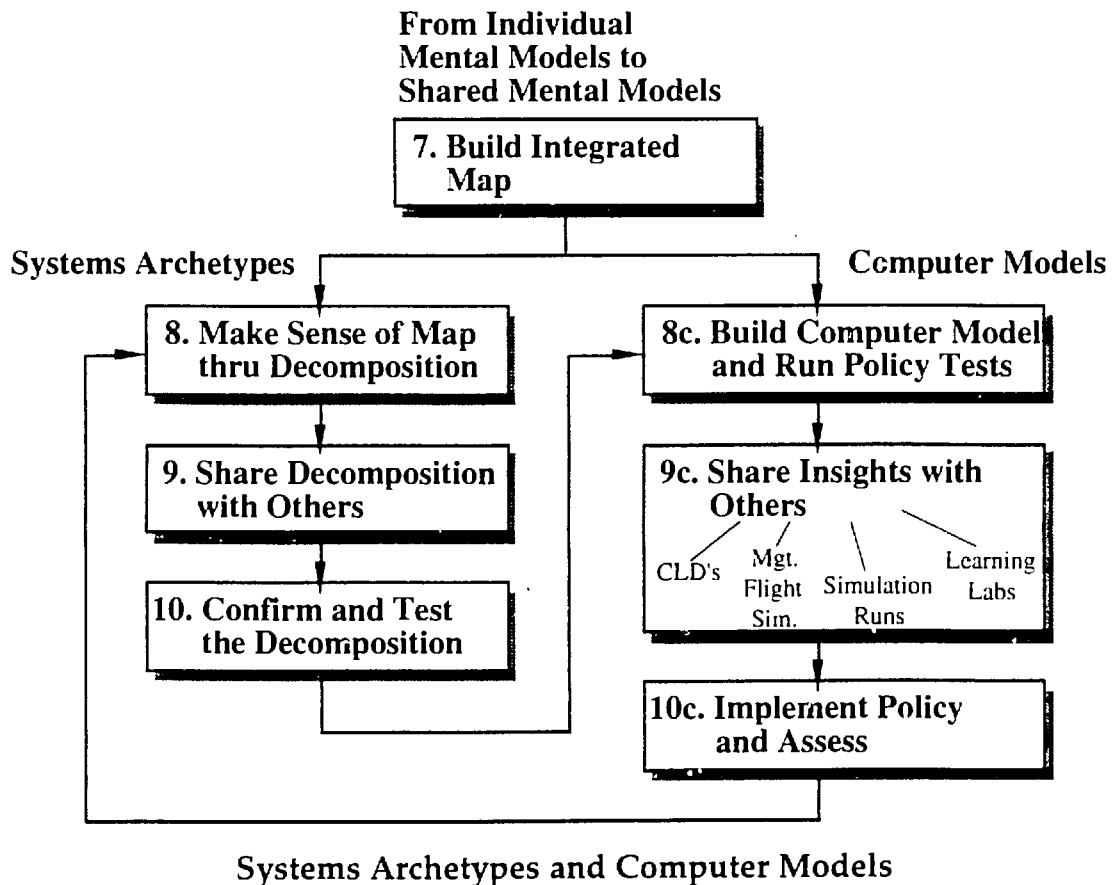 From Individual
Mental Models to
Shared Mental Models
7. Build Integrated
Map
Systems Archetypes
Computer Models
8. Make Sense of Map
thru Decomposition
8c. Build Computer Model
and Run Policy Tests
9. Share Decomposition
with Others
9c. Share Insights with
Others
CLD's
Mgt.
Flight
Sim.
Simulation
Runs
Learning
Labs
10. Confirm and Test
the Decomposition
10c. Implement Policy
and Assess
Systems Archetypes and Computer Models